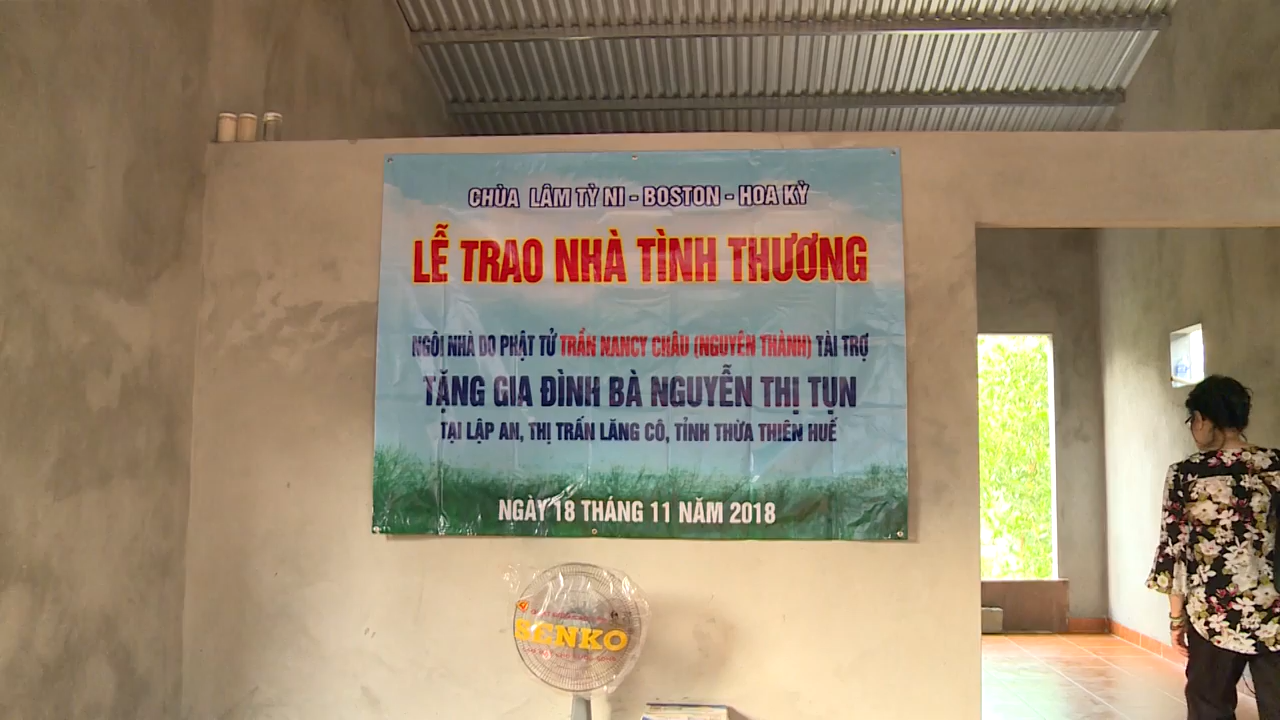 CHÙA LÂM TỲ NI - BOSTON - HOA KỲ
LỄ TRAO NHÀ TÌNH THƯƠNG
NGÔI NHÀ DO PHẬT TỬ TRẦN NANCY CHÂU (NGUYÊN THÀNH) TÀI TRỢ
TẶNG GIA ĐÌNH BÀ NGUYỄN THỊ TỤN
TẠI LẬP AN, THỊ TRẤN LĂNG CÔ, TỈNH THỪA THIÊN HUẾ
NGÀY 18 THÁNG 11 NĂM 2018
SENKO